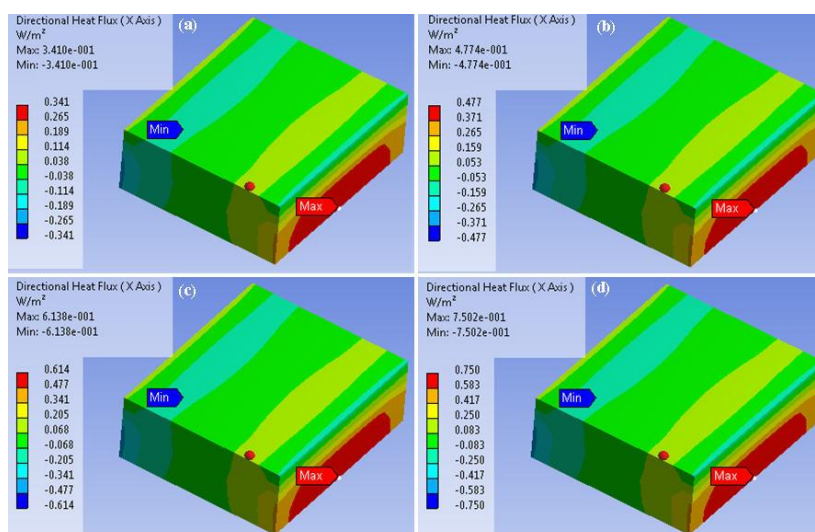 Directional Heat Flux ( X Axis ) (a)
W/m²
Max: 3.410e-001
Min: -3.410e-001
0.341
0.265
0.189
0.114
0.038
-0.038
-0.114
-0.189
-0.265
-0.341
Min
Max
Directional Heat Flux ( X Axis ) (b)
W/m²
Max: 4.774e-001
Min: -4.774e-001
0.477
0.371
0.265
0.159
0.053
-0.053
-0.159
-0.265
-0.371
-0.477
Min
Max
Directional Heat Flux ( X Axis ) (c)
W/m²
Max: 6.138e-001
Min: -6.138e-001
0.614
0.477
0.341
0.205
0.068
-0.068
-0.205
-0.341
-0.477
-0.614
Min
Max
Directional Heat Flux ( X Axis ) (d)
W/m²
Max: 7.502e-001
Min: -7.502e-001
0.750
0.583
0.417
0.250
0.083
-0.083
-0.250
-0.417
-0.583
-0.750
Min
Max